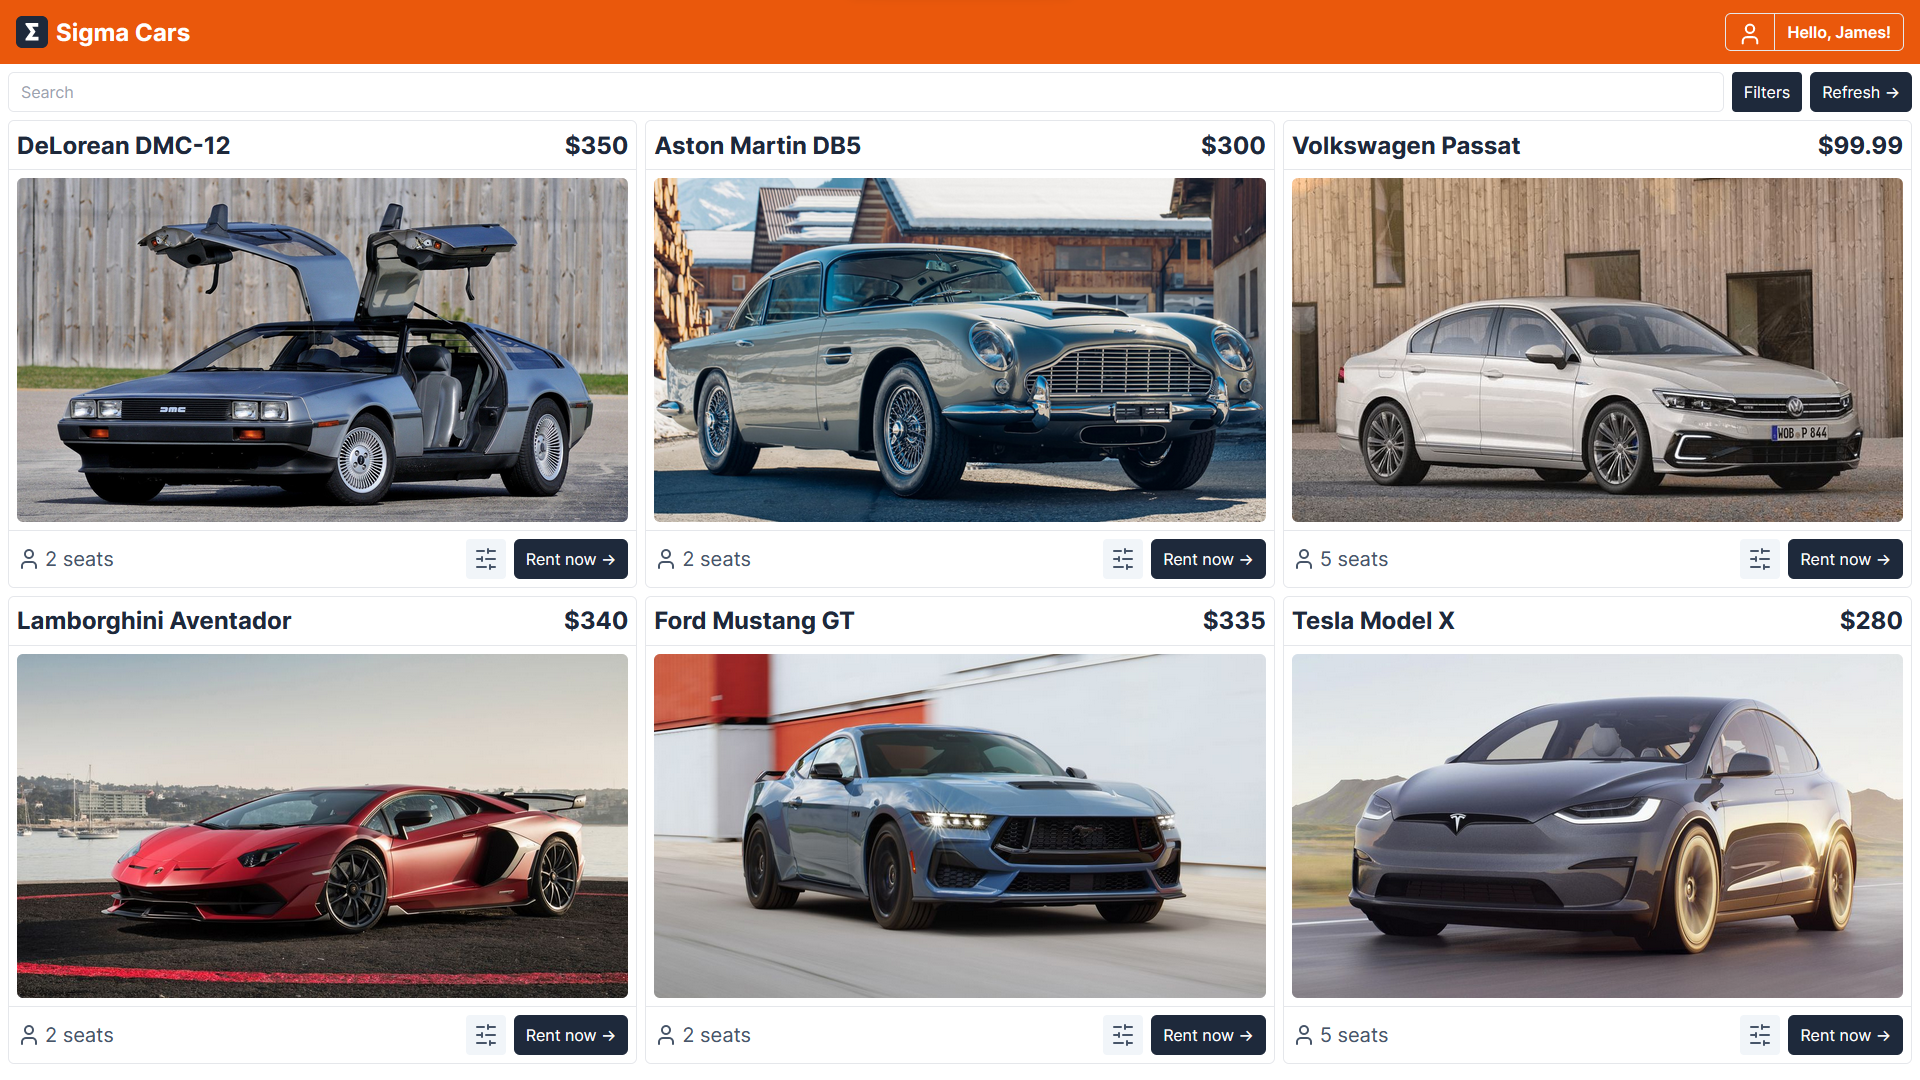 Σ Sigma Cars
Hello, James!
Search
Filters
Refresh →
DeLorean DMC-12 $350
DMC
2 seats
Rent now →
Aston Martin DB5 $300
2 seats
Rent now →
Volkswagen Passat $99.99
WOB P 844
5 seats
Rent now →
Lamborghini Aventador $340
2 seats
Rent now →
Ford Mustang GT $335
2 seats
Rent now →
Tesla Model X $280
5 seats
Rent now →